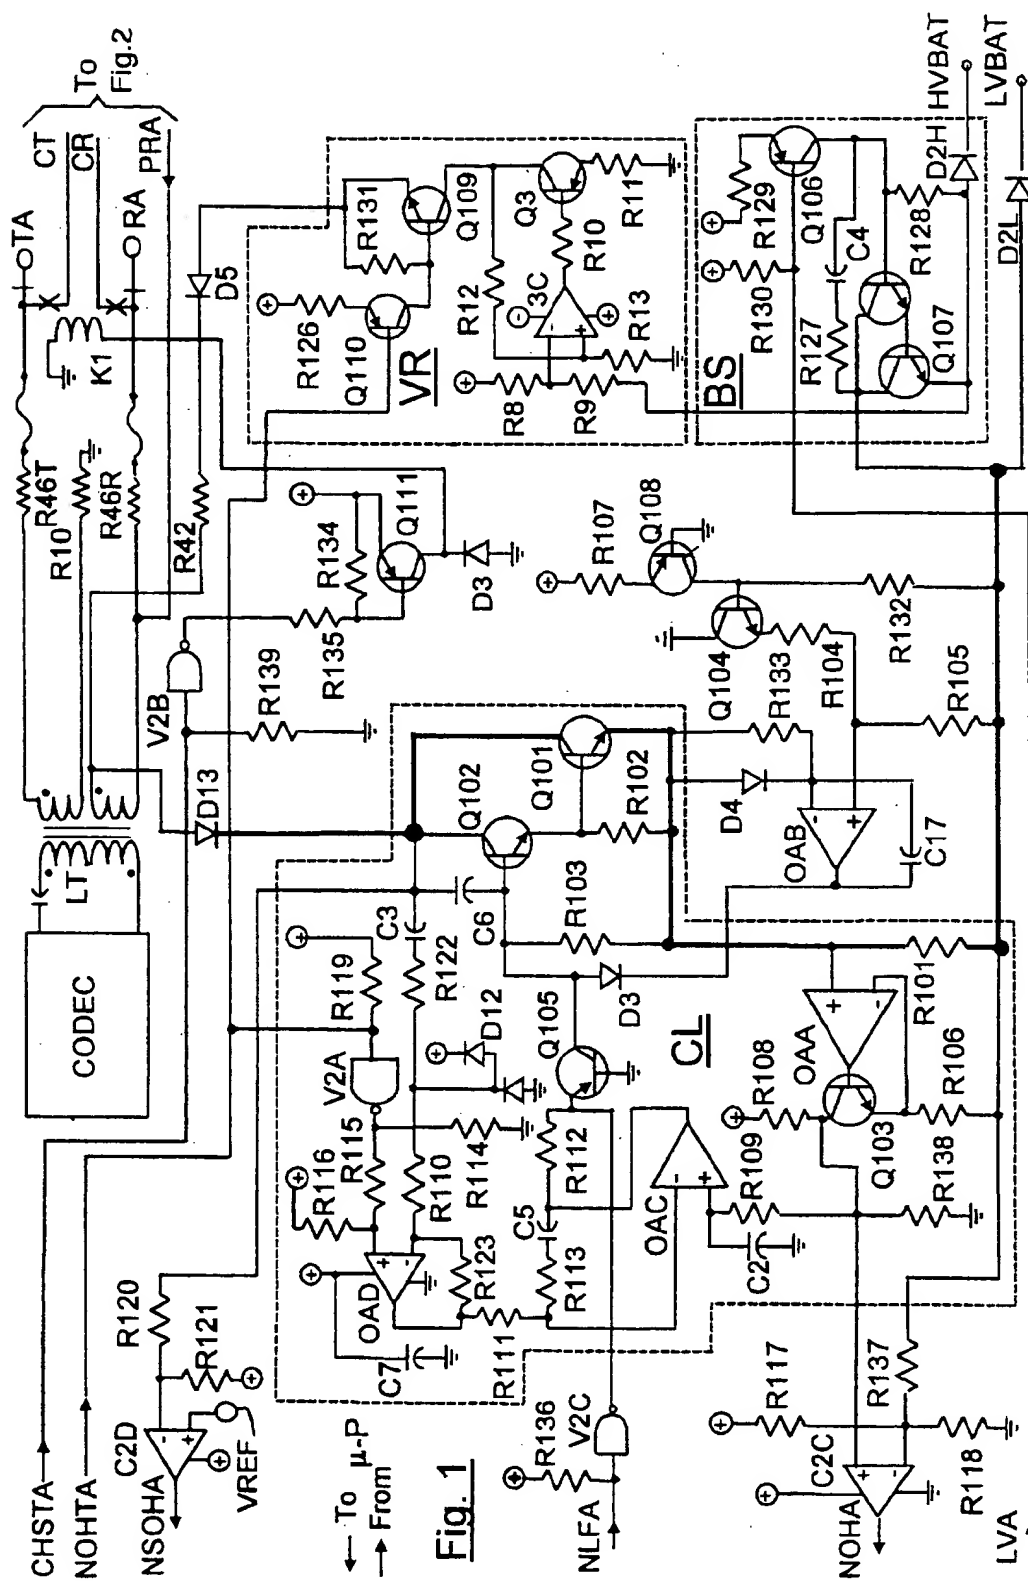 CHSTA
NOHTA
NSOHA
C2D
R120
R121
VREF
To
From
μ-P
Fig. 1
NLFA
R136
V2C
NOHA
C2C
R117
R137
R118
LVA
CODEC
LT
D13
V2B
R139
R135
R134
Q111
D3
R46T
R10
R46R
R42
K1
TA
CT
CR
RA
PRA
To
Fig.2
D5
R131
Q109
R126
Q110
VR
R12
Q3
R10
R11
3C
R13
R8
R9
BS
R129
R130
Q106
C4
R127
R128
Q107
D2H
HVBAT
D2L
LVBAT
R107
Q108
Q104
R133
R104
R132
R105
Q102
Q101
R102
D4
OAB
C17
C3
C6
R103
R119
R122
V2A
D12
Q105
D3
R115
R116
R110
R114
R112
CL
OAD
R123
C5
R113
OAC
C7
R111
C2
R109
R108
OAA
R101
Q103
R106
R138